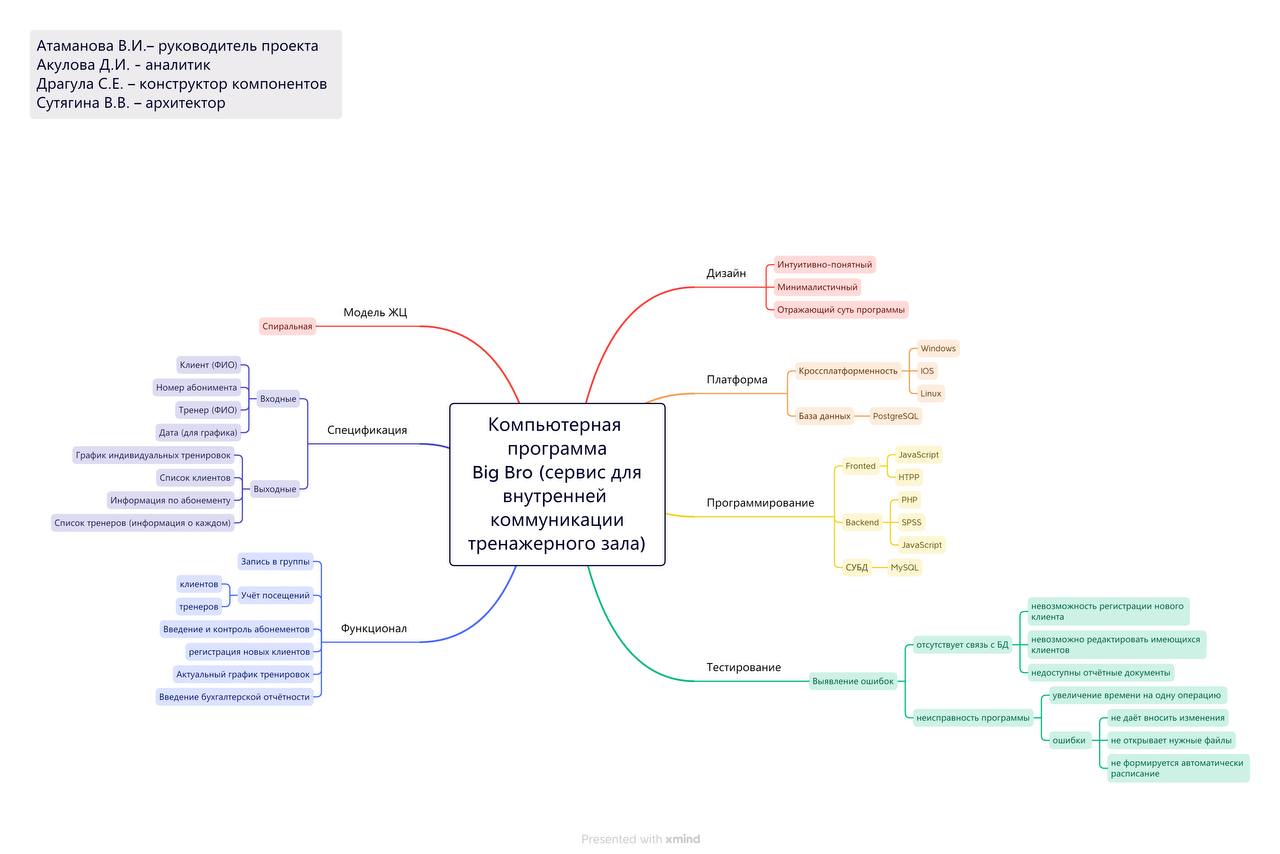 Атаманова В.И.– руководитель проекта
Акулова Д.И. - аналитик
Драгула С.Е. – конструктор компонентов
Сутягина В.В. – архитектор
Компьютерная
программа
Big Bro (сервис для
внутренней
коммуникации
тренажерного зала)
Модель ЖЦ
Спиральная
Спецификация
Входные
Клиент (ФИО)
Номер абонимента
Тренер (ФИО)
Дата (для графика)
Выходные
График индивидуальных тренировок
Список клиентов
Информация по абонементу
Список тренеров (информация о каждом)
Функционал
Запись в группы
Учёт посещений
клиентов
тренеров
Введение и контроль абонементов
регистрация новых клиентов
Актуальный график тренировок
Введение бухгалтерской отчётности
Дизайн
Интуитивно-понятный
Минималистичный
Отражающий суть программы
Платформа
Кроссплатформенность
Windows
IOS
Linux
База данных
PostgreSQL
Программирование
Fronted
JavaScript
HTPP
Backend
PHP
SPSS
JavaScript
СУБД
MySQL
Тестирование
Выявление ошибок
отсутствует связь с БД
невозможность регистрации нового
клиента
невозможно редактировать имеющихся
клиентов
недоступны отчётные документы
неисправность программы
увеличение времени на одну операцию
ошибки
не даёт вносить изменения
не открывает нужные файлы
не формируется автоматически
расписание
Presented with xmind